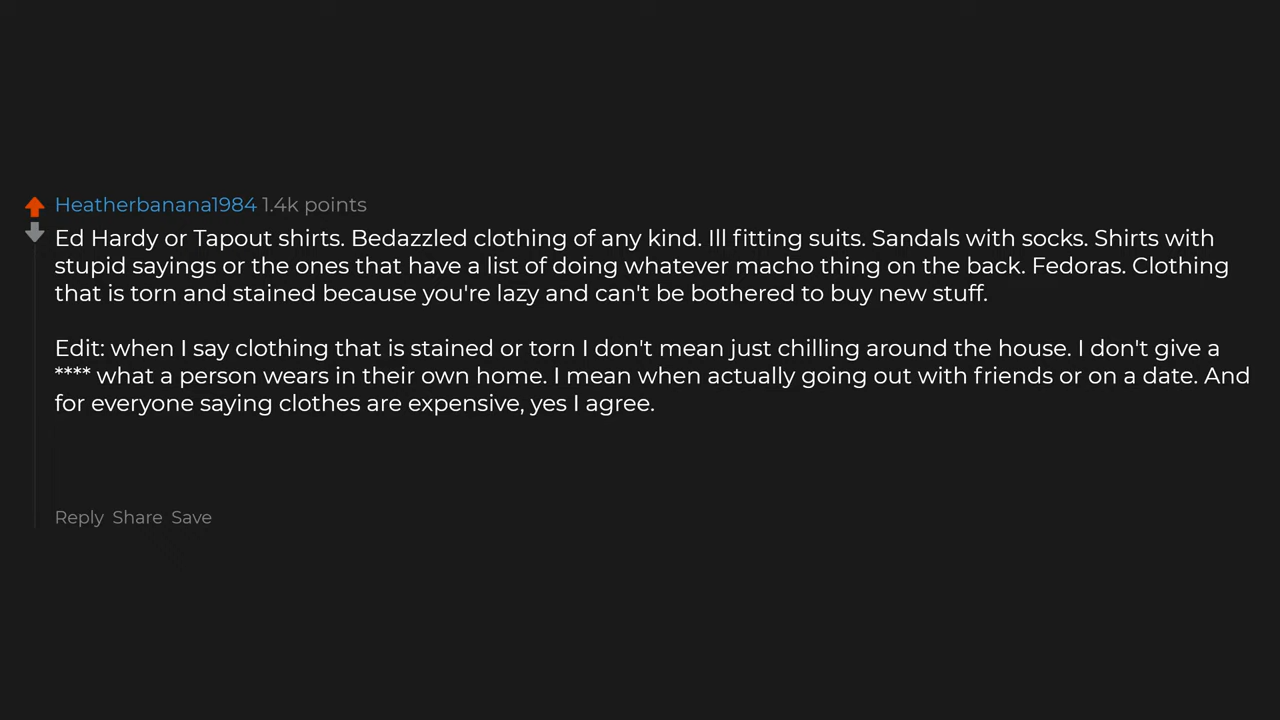 Heatherbanana1984 1.4k points
Ed Hardy or Tapout shirts. Bedazzled clothing of any kind. Ill fitting suits. Sandals with socks. Shirts with
stupid sayings or the ones that have a list of doing whatever macho thing on the back. Fedoras. Clothing
that is torn and stained because you're lazy and can't be bothered to buy new stuff.
Edit: when I say clothing that is stained or torn I don't mean just chilling around the house. I don't give a
**** what a person wears in their own home. I mean when actually going out with friends or on a date. And
for everyone saying clothes are expensive, yes I agree.
Reply Share Save